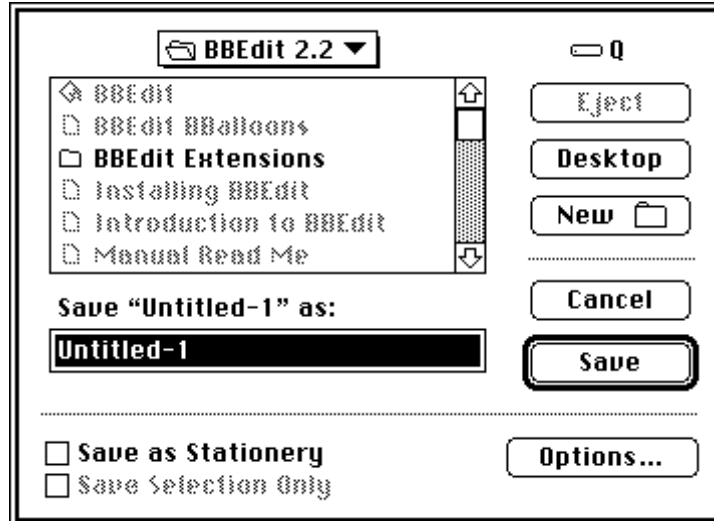 BBEdit 2.2
Q
BBEdit
BBEdit BBalloons
BBEdit Extensions
Installing BBEdit
Introduction to BBEdit
Manual Read Me
Eject
Desktop
New
Save “Untitled-1” as:
Untitled-1
Cancel
Save
Save as Stationery
Save Selection Only
Options...